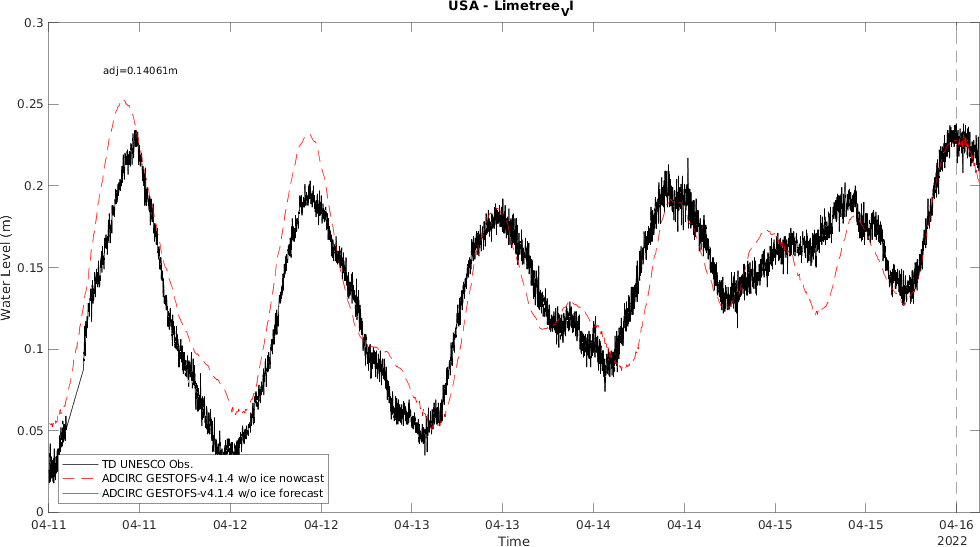 USA - LimetreeVI
0.3
adj=0.14061m
0.25
0.2
0.15
0.1
0.05
0
Water Level (m)
TD UNESCO Obs.
ADCIRC GESTOFS-v4.1.4 w/o ice nowcast
ADCIRC GESTOFS-v4.1.4 w/o ice forecast
04-11 04-11 04-12 04-12 04-13 04-13 04-14 04-14 04-15 04-15 04-16
Time 2022